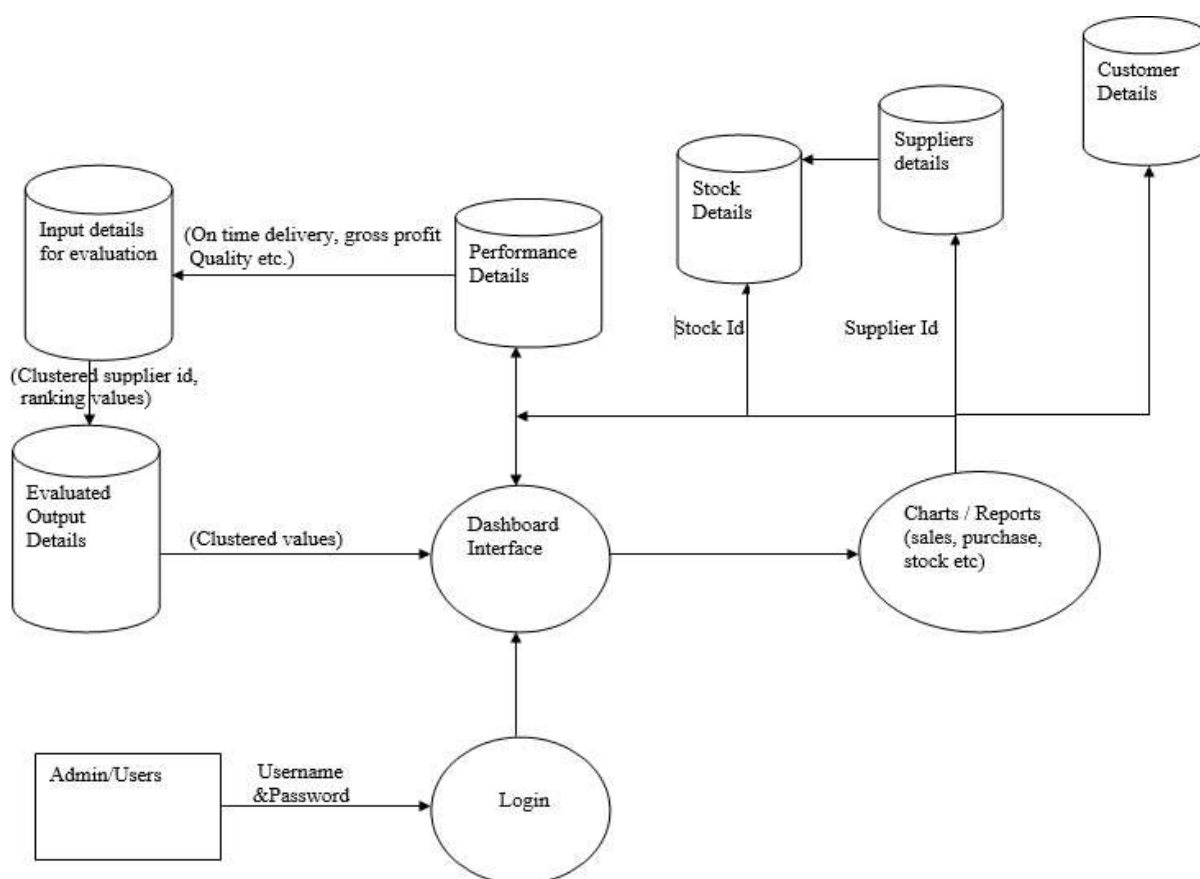 Customer
Details
Suppliers
details
Stock
Details
Input details
for evaluation
(On time delivery, gross profit
Quality etc.)
Performance
Details
Stock Id
Supplier Id
(Clustered supplier id,
ranking values)
Evaluated
Output
Details
(Clustered values)
Dashboard
Interface
Charts / Reports
(sales, purchase,
stock etc)
Admin/Users
Username
&Password
Login